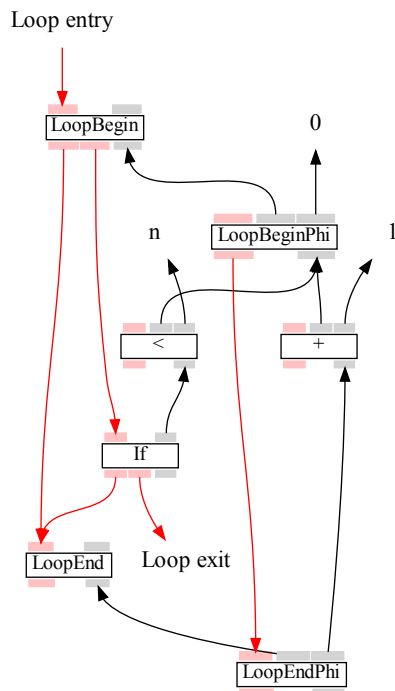 Loop entry
LoopBegin
0
n
LoopBeginPhi
1
<
+
If
Loop exit
LoopEnd
LoopEndPhi